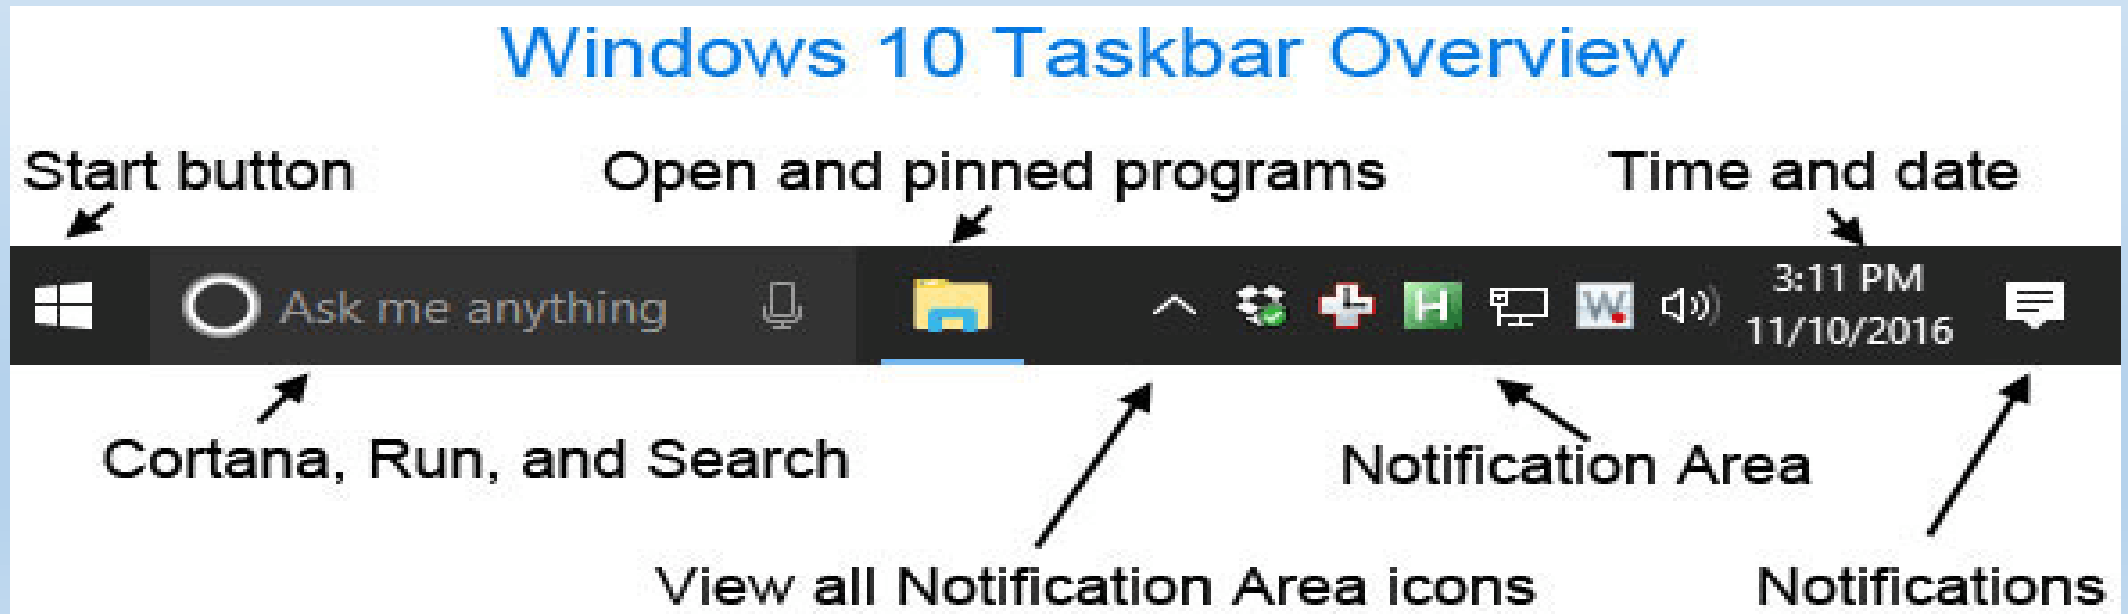 Windows 10 Taskbar Overview
Start button
Open and pinned programs
Time and date
Ask me anything
H
W
3:11 PM
11/10/2016
Cortana, Run, and Search
Notification Area
View all Notification Area icons
Notifications